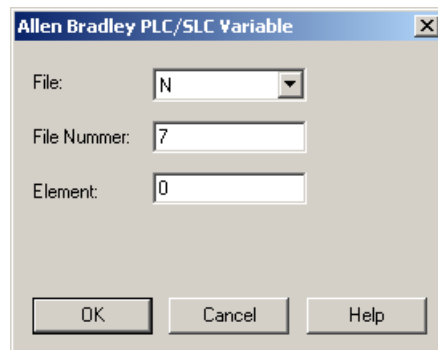 Allen Bradley PLC/SLC Variable
File: N
File Nummer: 7
Element: 0
OK Cancel Help